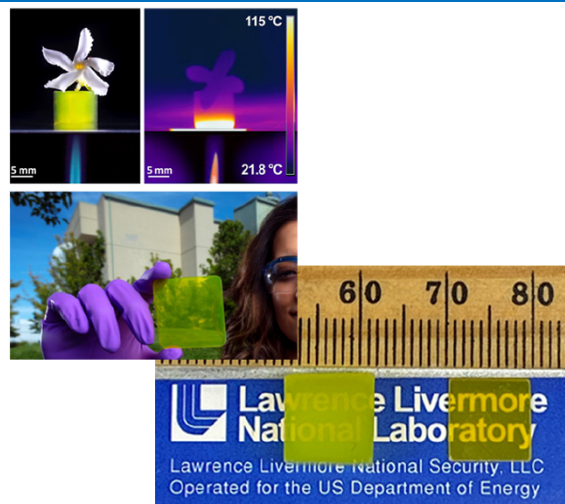 115 °C
21.8 °C
5 mm
5 mm
60 70 80
Lawrence Livermore
National Laboratory
Lawrence Livermore National Security, LLC
Operated for the US Department of Energy